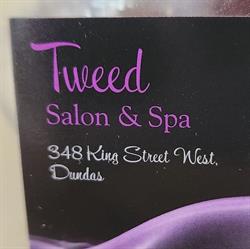 Tweed
Salon & Spa
348 King Street West,
Dundas